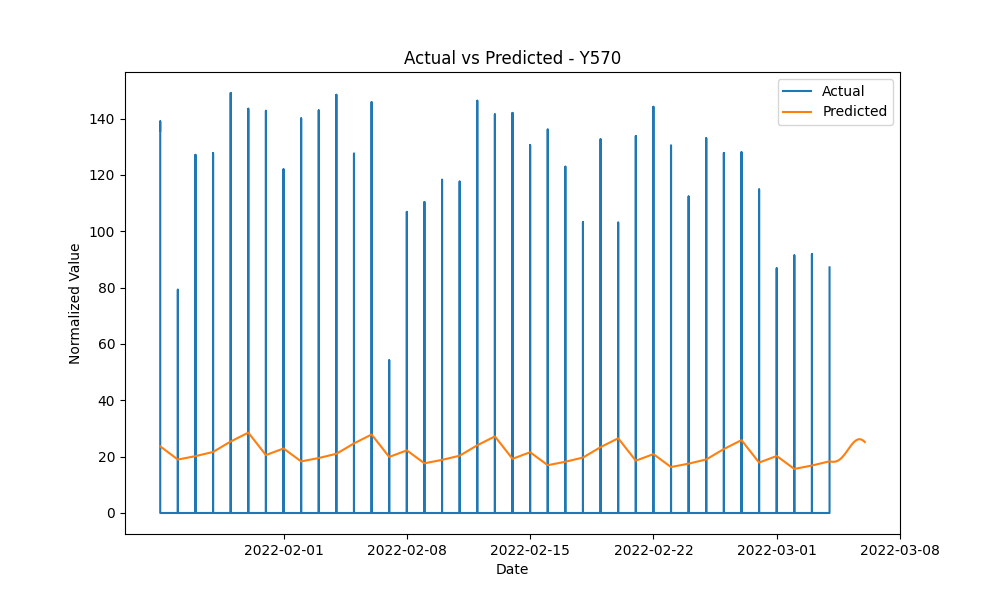 Actual vs Predicted - Y570
Actual
Predicted
Normalized Value
140
120
100
80
60
40
20
0
2022-02-01
2022-02-08
2022-02-15
2022-02-22
2022-03-01
2022-03-08
Date